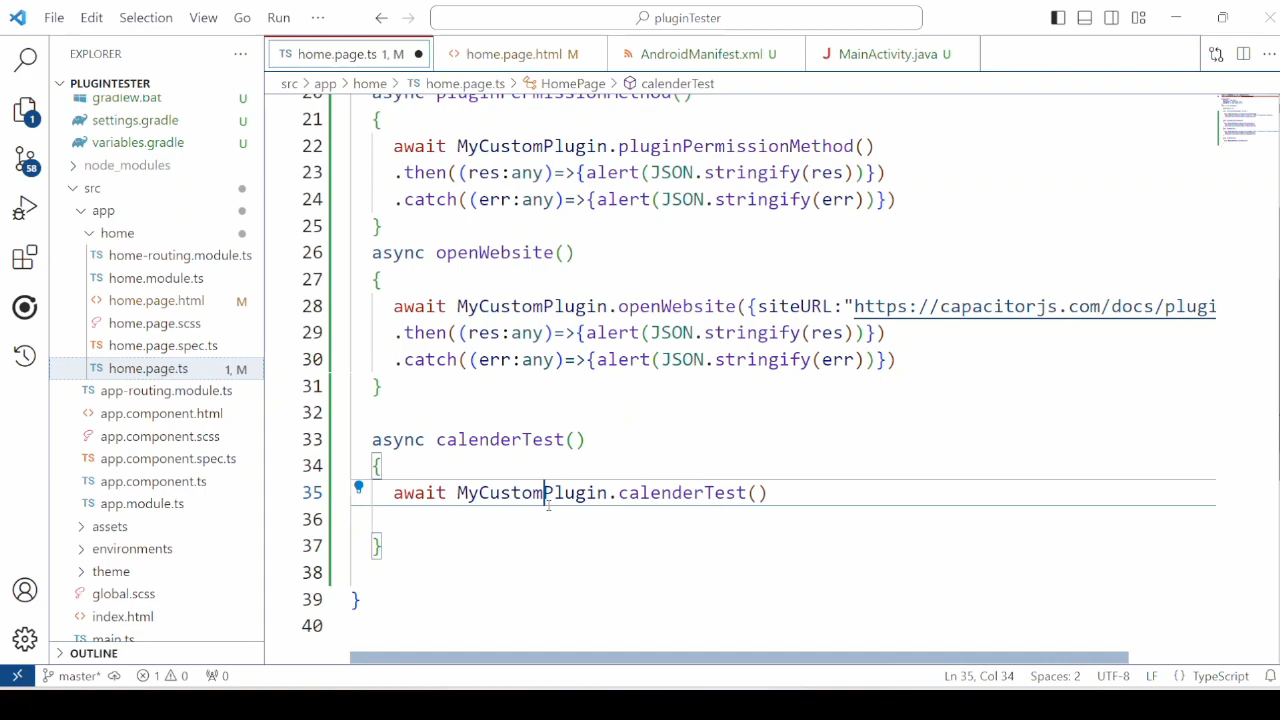 File Edit Selection View Go Run ··· pluginTester
EXPLORER ···
PLUGINTESTER
gradlew.bat U
settings.gradle U
variables.gradle U
node_modules
src
app
home
TS home-routing.module.ts
TS home.module.ts
<> home.page.html M
home.page.scss
TS home.page.spec.ts
TS home.page.ts 1, M
TS app-routing.module.ts
<> app.component.html
app.component.scss
TS app.component.spec.ts
TS app.component.ts
TS app.module.ts
assets
environments
theme
global.scss
<> index.html
TS main.ts
OUTLINE
1
58
TS home.page.ts 1, M ● <> home.page.html M AndroidManifest.xml U J MainActivity.java U ···
src > app > home > TS home.page.ts > HomePage > calenderTest
20 async pluginPermissionMethod()
21 {
22 await MyCustomPlugin.pluginPermissionMethod()
23 .then((res:any)=>{alert(JSON.stringify(res))})
24 .catch((err:any)=>{alert(JSON.stringify(err))})
25 }
26 async openWebsite()
27 {
28 await MyCustomPlugin.openWebsite({siteURL:"https://capacitorjs.com/docs/plugi
29 .then((res:any)=>{alert(JSON.stringify(res))})
30 .catch((err:any)=>{alert(JSON.stringify(err))})
31 }
32
33 async calenderTest()
34 {
35 await MyCustomPlugin.calenderTest()
36
37 }
38
39 }
40
master* 1 0 0 Ln 35, Col 34 Spaces: 2 UTF-8 LF {} TypeScript